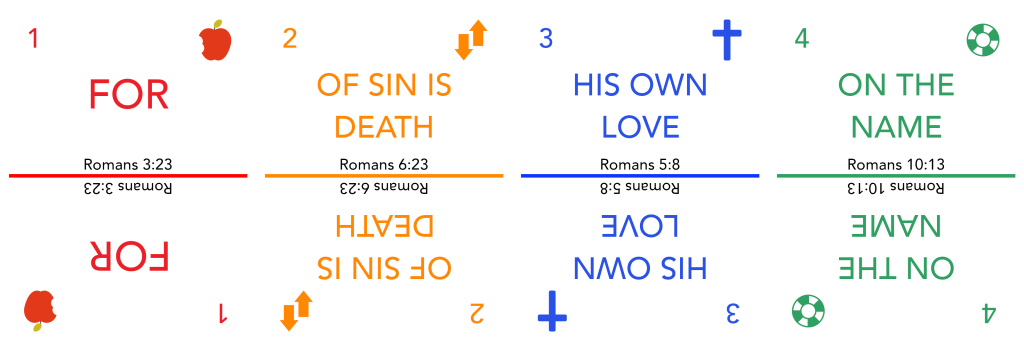 1
FOR
Romans 3:23
Romans 3:23
FOR
1
2
OF SIN IS
DEATH
Romans 6:23
Romans 6:23
DEATH
OF SIN IS
2
3
HIS OWN
LOVE
Romans 5:8
Romans 5:8
LOVE
HIS OWN
3
4
ON THE
NAME
Romans 10:13
Romans 10:13
NAME
ON THE
4